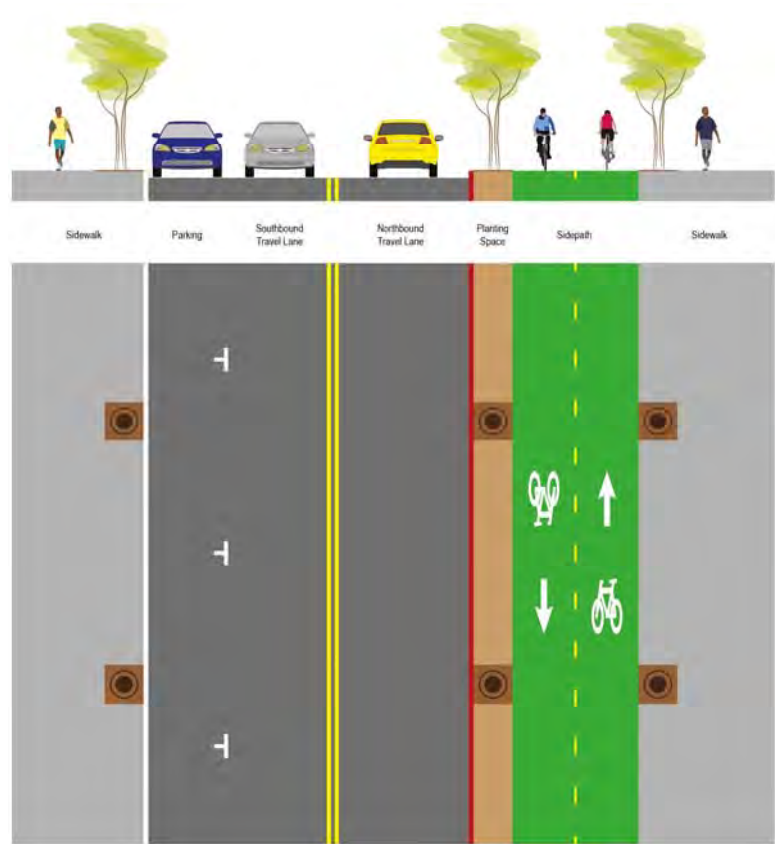 Sidewalk
Parking
Southbound
Travel Lane
Northbound
Travel Lane
Planting
Space
Sidepath
Sidewalk